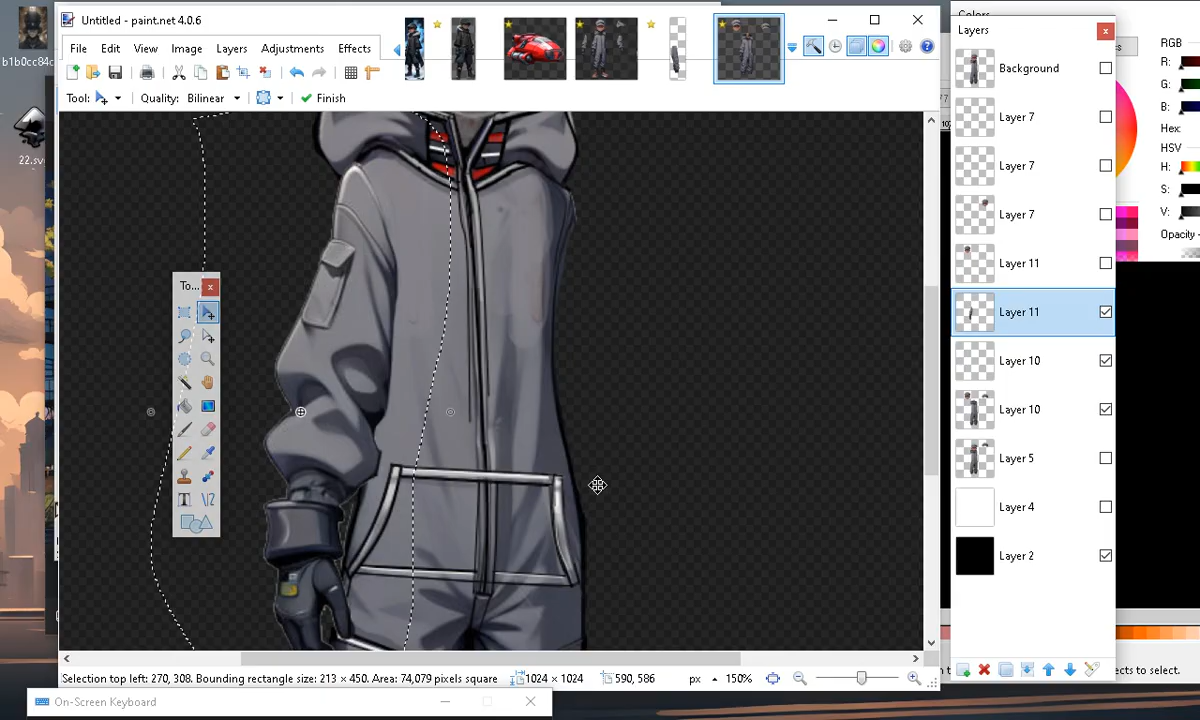 b1b0cc84c
22.sv
Untitled - paint.net 4.0.6
File Edit View Image Layers Adjustments Effects
Tool: Quality: Bilinear Finish
To...
Selection top left: 270, 308. Bounding rectangle size: 213 × 450. Area: 74,079 pixels square 1024 × 1024 590, 586 px 150%
On-Screen Keyboard
Colors
Layers
Background
Layer 7
Layer 7
Layer 7
Layer 11
Layer 11
Layer 10
Layer 10
Layer 5
Layer 4
Layer 2
RGB
R:
G:
B:
Hex:
HSV
H:
S:
V:
Opacity -
ects to select.